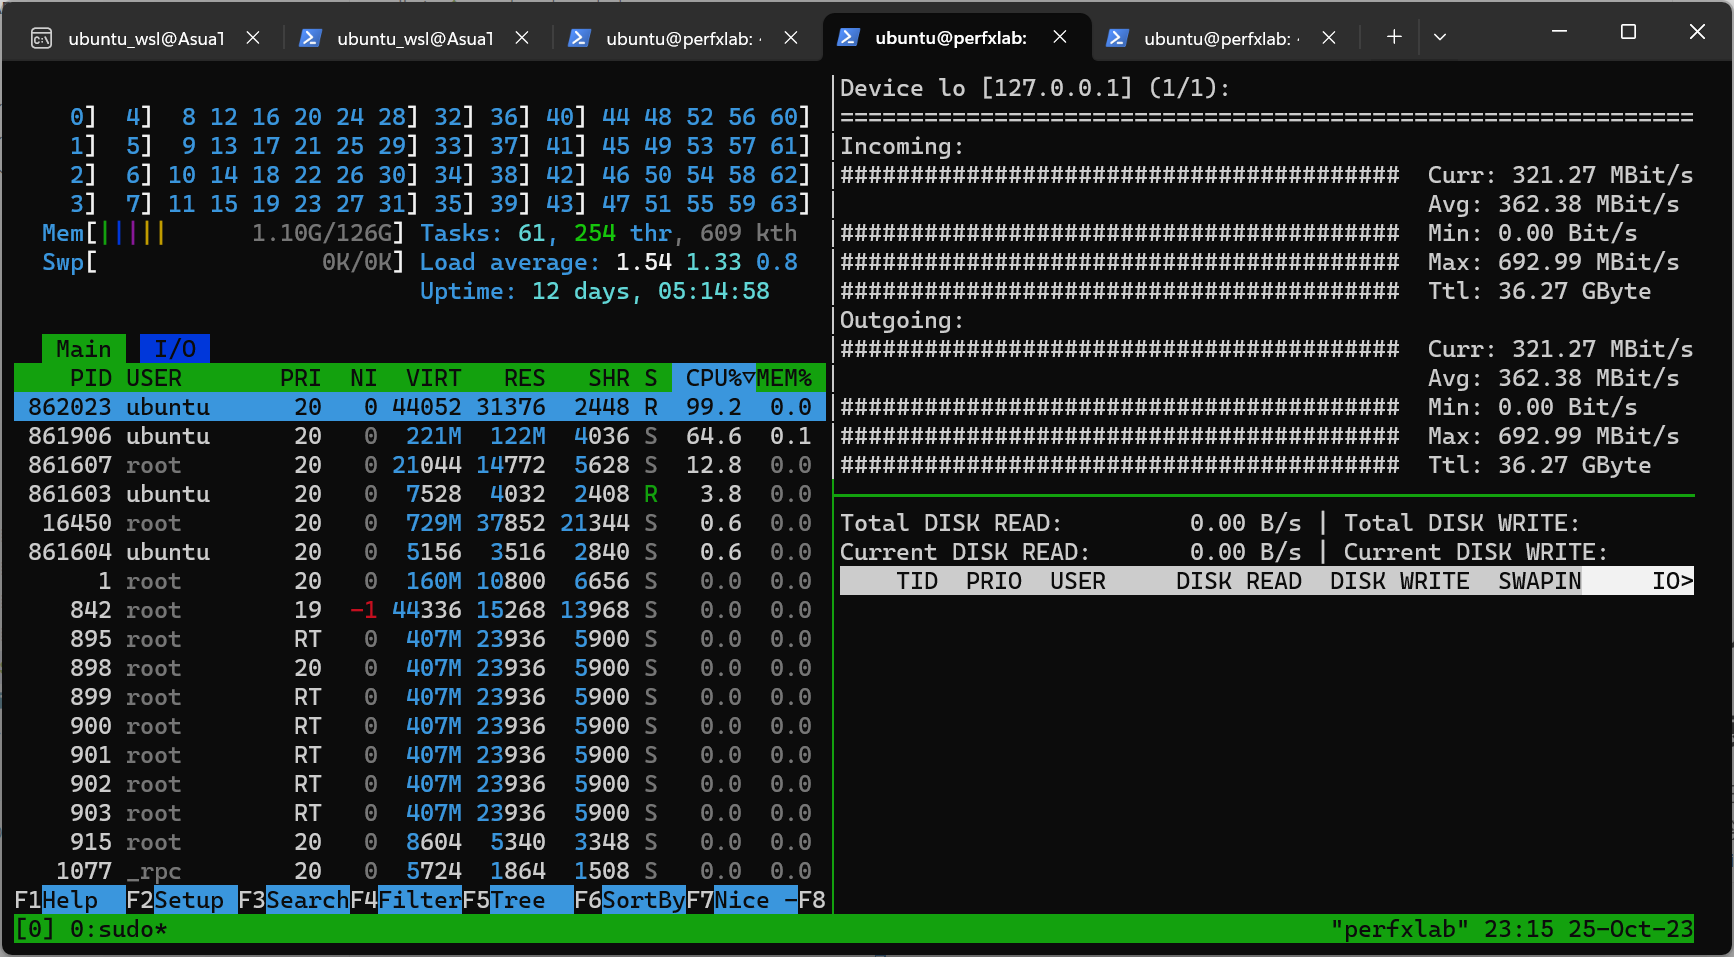 ubuntu_wsl@AsuaT
ubuntu_wsl@AsuaT
ubuntu@perfxlab:
ubuntu@perfxlab:
ubuntu@perfxlab:
0] 4] 8 12 16 20 24 28] 32] 36] 40] 44 48 52 56 60]
1] 5] 9 13 17 21 25 29] 33] 37] 41] 45 49 53 57 61]
2] 6] 10 14 18 22 26 30] 34] 38] 42] 46 50 54 58 62]
3] 7] 11 15 19 23 27 31] 35] 39] 43] 47 51 55 59 63]
Mem[||||| 1.10G/126G] Tasks: 61, 254 thr, 609 kth
Swp[ 0K/0K] Load average: 1.54 1.33 0.8
Uptime: 12 days, 05:14:58
Main I/O
PID USER PRI NI VIRT RES SHR S CPU%▽MEM%
862023 ubuntu 20 0 44052 31376 2448 R 99.2 0.0
861906 ubuntu 20 0 221M 122M 4036 S 64.6 0.1
861607 root 20 0 21044 14772 5628 S 12.8 0.0
861603 ubuntu 20 0 7528 4032 2408 R 3.8 0.0
16450 root 20 0 729M 37852 21344 S 0.6 0.0
861604 ubuntu 20 0 5156 3516 2840 S 0.6 0.0
1 root 20 0 160M 10800 6656 S 0.0 0.0
842 root 19 -1 44336 15268 13968 S 0.0 0.0
895 root RT 0 407M 23936 5900 S 0.0 0.0
898 root 20 0 407M 23936 5900 S 0.0 0.0
899 root RT 0 407M 23936 5900 S 0.0 0.0
900 root RT 0 407M 23936 5900 S 0.0 0.0
901 root RT 0 407M 23936 5900 S 0.0 0.0
902 root RT 0 407M 23936 5900 S 0.0 0.0
903 root RT 0 407M 23936 5900 S 0.0 0.0
915 root 20 0 8604 5340 3348 S 0.0 0.0
1077 _rpc 20 0 5724 1864 1508 S 0.0 0.0
F1Help F2Setup F3SearchF4FilterF5Tree F6SortByF7Nice -F8
Device lo [127.0.0.1] (1/1):
=============================================================
Incoming:
######################################## Curr: 321.27 MBit/s
Avg: 362.38 MBit/s
######################################## Min: 0.00 Bit/s
######################################## Max: 692.99 MBit/s
######################################## Ttl: 36.27 GByte
Outgoing:
######################################## Curr: 321.27 MBit/s
Avg: 362.38 MBit/s
######################################## Min: 0.00 Bit/s
######################################## Max: 692.99 MBit/s
######################################## Ttl: 36.27 GByte
Total DISK READ: 0.00 B/s | Total DISK WRITE:
Current DISK READ: 0.00 B/s | Current DISK WRITE:
TID PRIO USER DISK READ DISK WRITE SWAPIN IO>
[0] 0:sudo* "perfxlab" 23:15 25-Oct-23